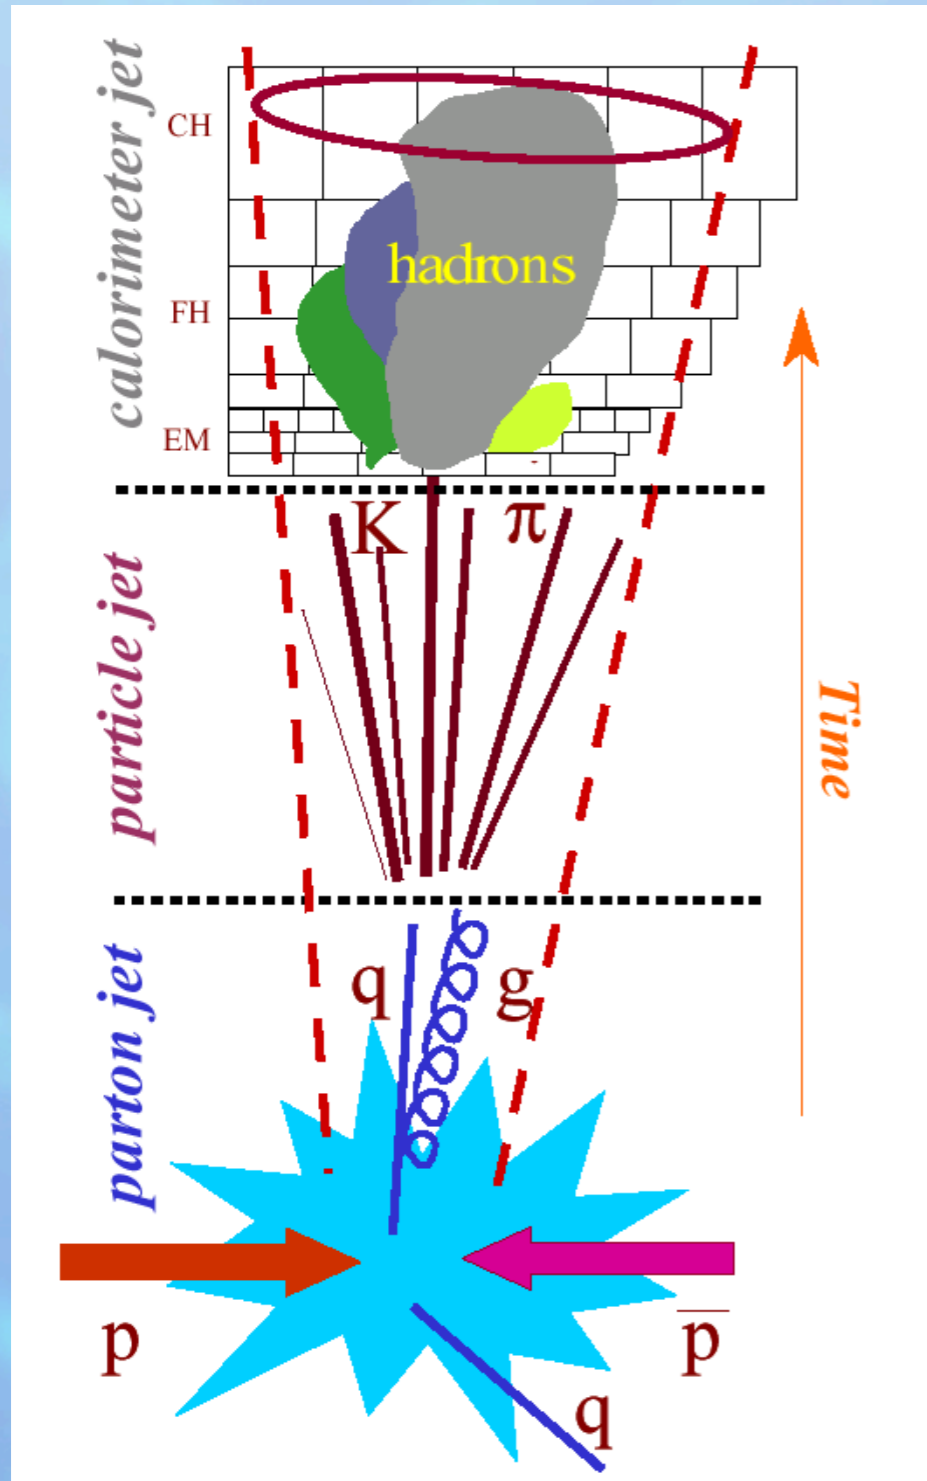 calorimeter jet
CH
hadrons
FH
EM
K
π
particle jet
Time
q
g
parton jet
p
p̅
q